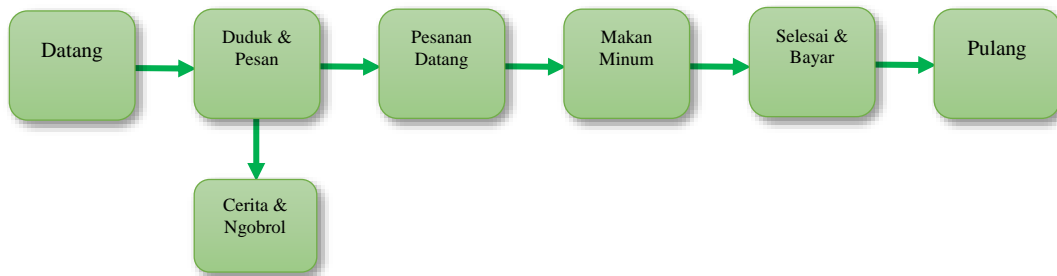 Datang
Duduk &
Pesan
Pesanan
Datang
Makan
Minum
Selesai &
Bayar
Pulang
Cerita &
Ngobrol